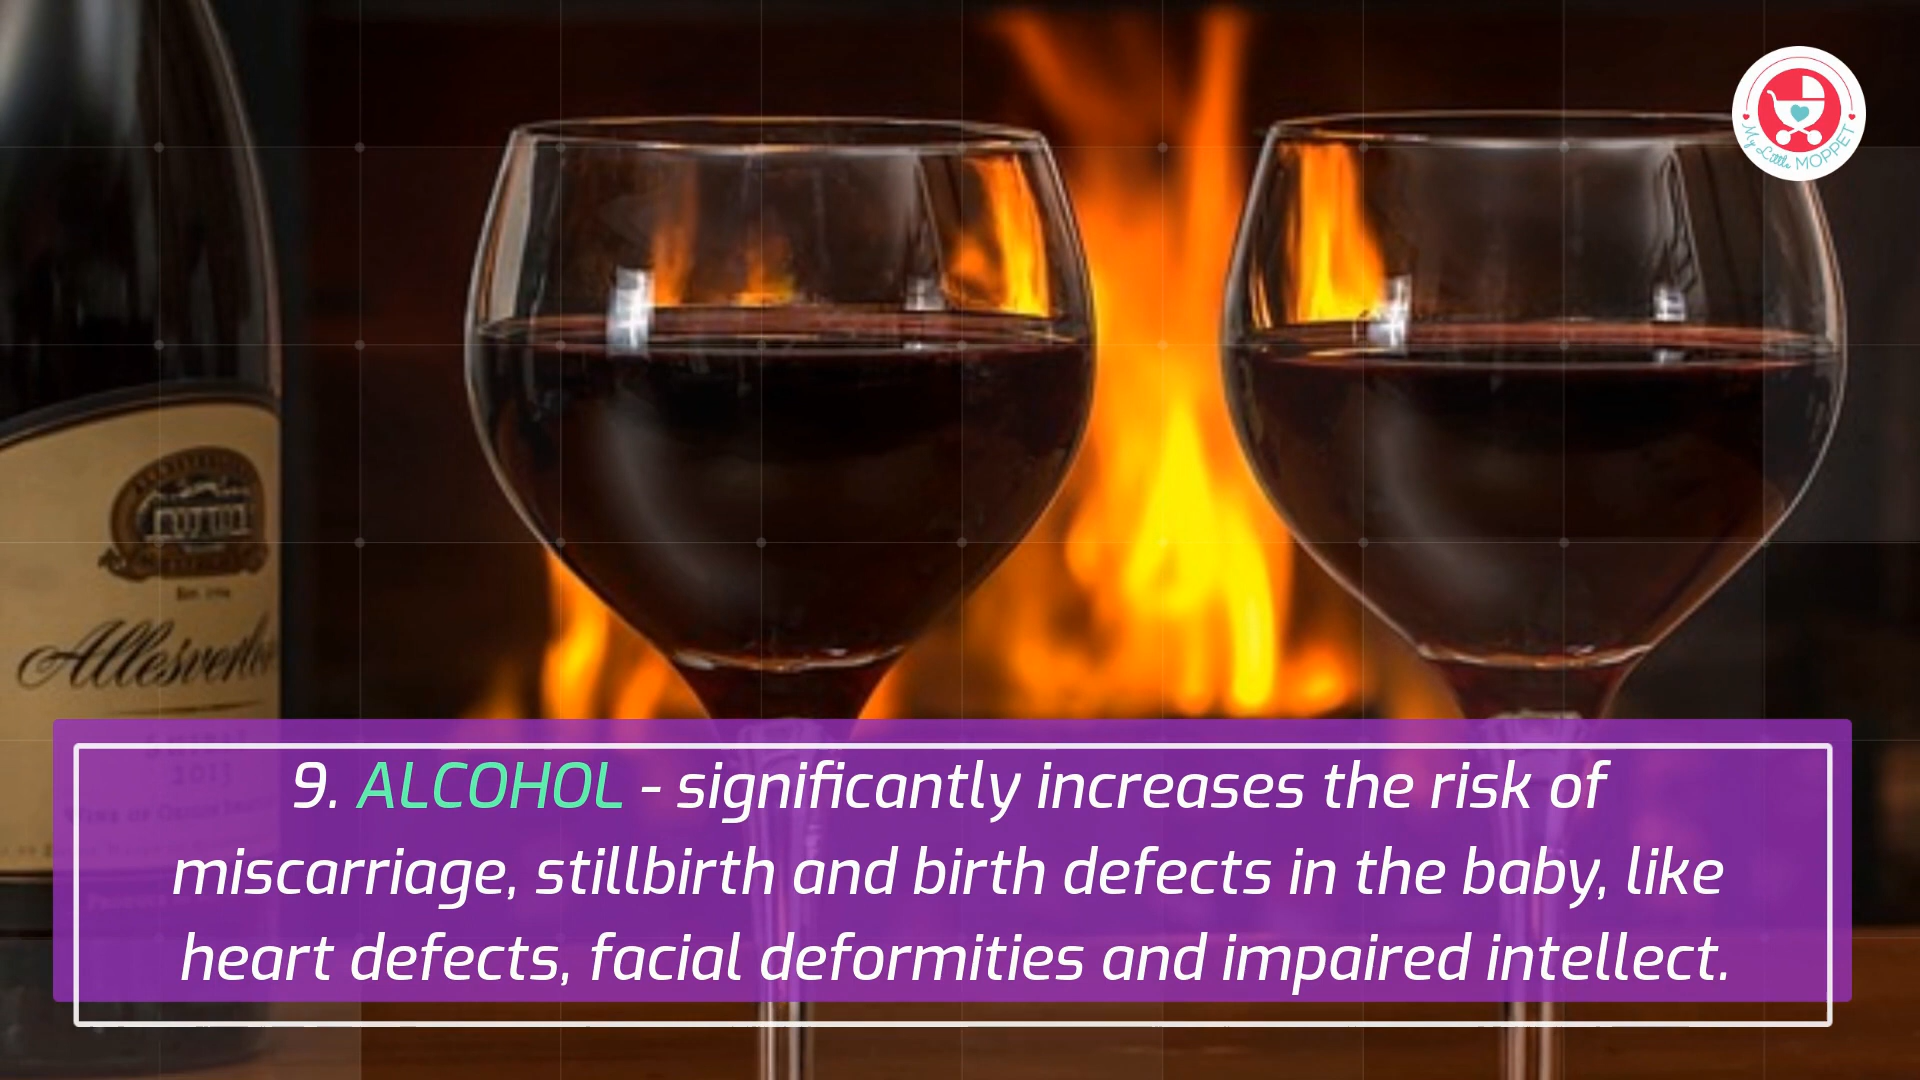 My Little MOPPET
Allesverlo
9. ALCOHOL - significantly increases the risk of
miscarriage, stillbirth and birth defects in the baby, like
heart defects, facial deformities and impaired intellect.